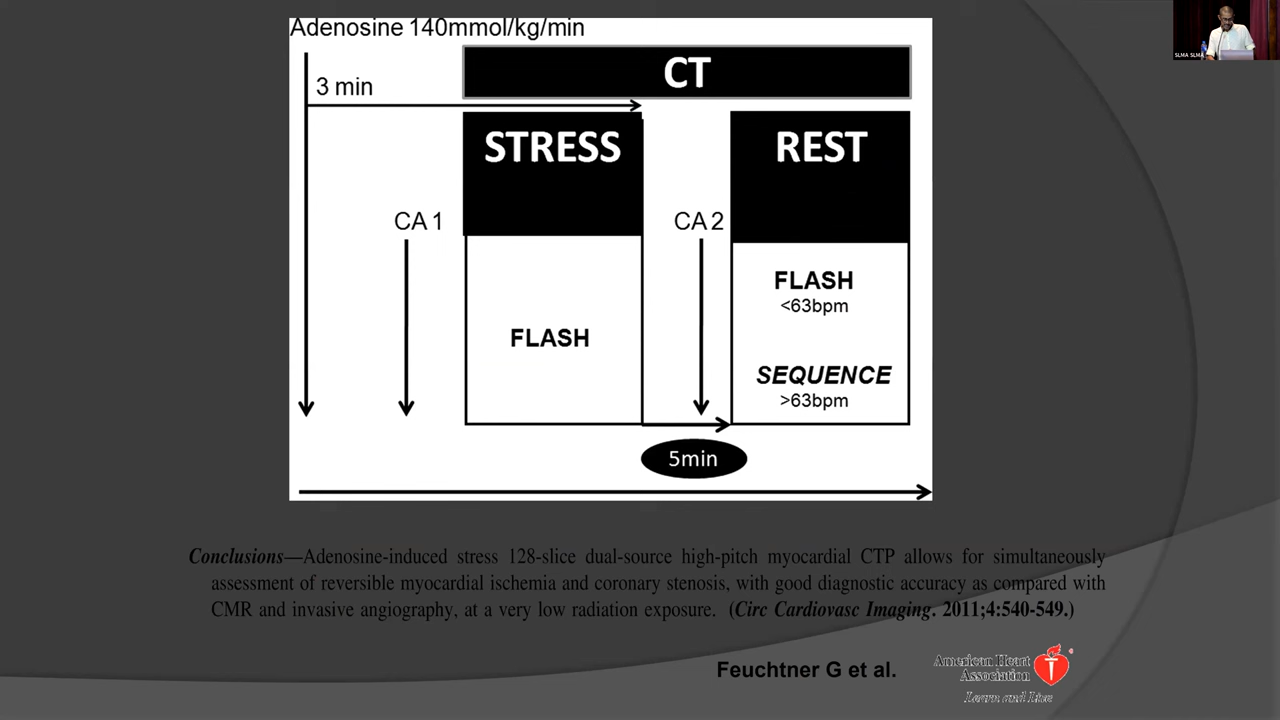 Adenosine 140mmol/kg/min
SLMA SLMA
CT
3 min
STRESS
REST
CA 1
CA 2
FLASH
<63bpm
FLASH
SEQUENCE
>63bpm
5min
Conclusions—Adenosine-induced stress 128-slice dual-source high-pitch myocardial CTP allows for simultaneously
assessment of reversible myocardial ischemia and coronary stenosis, with good diagnostic accuracy as compared with
CMR and invasive angiography, at a very low radiation exposure. (Circ Cardiovasc Imaging. 2011;4:540-549.)
Feuchtner G et al.
American Heart
Association
Learn and Live